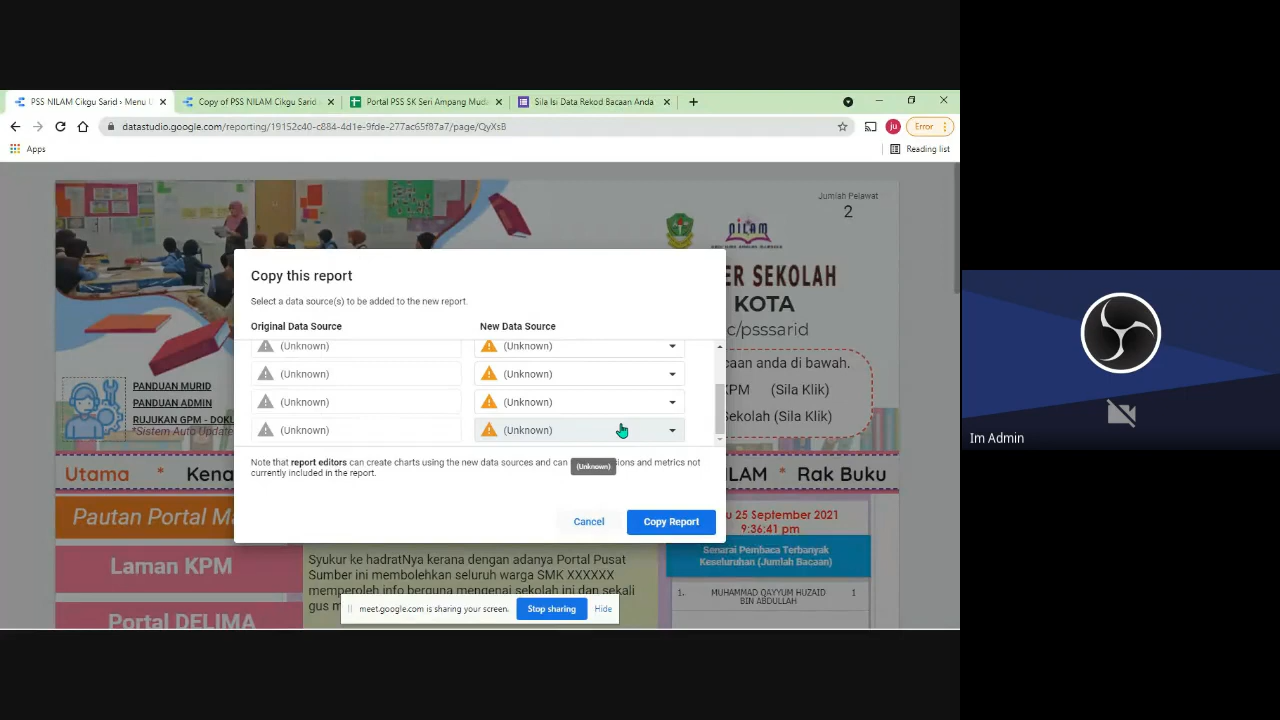 PSS NILAM Cikgu Sarid › Menu U
Copy of PSS NILAM Cikgu Sarid
Portal PSS SK Seri Ampang Muda
Sila Isi Data Rekod Bacaan Anda
datastudio.google.com/reporting/19152c40-c884-4d1e-9fde-277ac65f87a7/page/QyXsB
ju
Error
Apps
Reading list
Jumlah Pelawat
2
nilam
ER SEKOLAH
KOTA
c/psssarid
caan anda di bawah.
KPM (Sila Klik)
Sekolah (Sila Klik)
PANDUAN MURID
PANDUAN ADMIN
RUJUKAN GPM - DOKU
*Sistem Auto Update
Copy this report
Select a data source(s) to be added to the new report.
Original Data Source
New Data Source
(Unknown)
(Unknown)
(Unknown)
(Unknown)
(Unknown)
(Unknown)
(Unknown)
(Unknown)
(Unknown)
Note that report editors can create charts using the new data sources and can
ions and metrics not
currently included in the report.
Cancel
Copy Report
Utama * Kena
ILAM * Rak Buku
Pautan Portal Ma
Laman KPM
Portal DELIMA
Syukur ke hadratNya kerana dengan adanya Portal Pusat
Sumber ini membolehkan seluruh warga SMK XXXXXX
memperoleh info berguna mengenai sekolah ini dan sekali
gus m
u 25 September 2021
9:36:41 pm
Senarai Pembaca Terbanyak
Keseluruhan (Jumlah Bacaan)
1. MUHAMMAD QAYYUM HUZAID BIN ABDULLAH 1
meet.google.com is sharing your screen.
Stop sharing
Hide
Im Admin